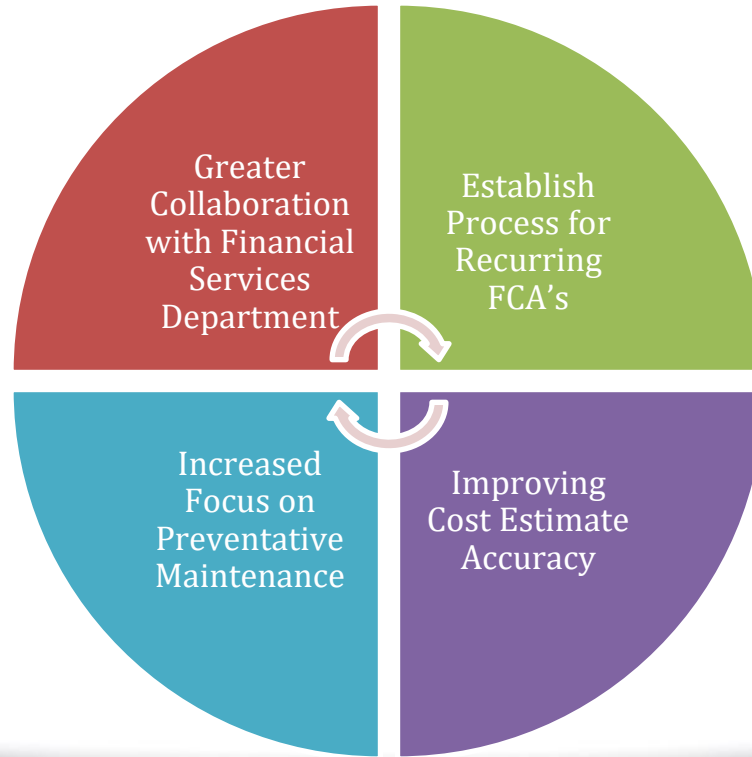 Greater
Collaboration
with Financial
Services
Department
Establish
Process for
Recurring
FCA’s
Increased
Focus on
Preventative
Maintenance
Improving
Cost Estimate
Accuracy